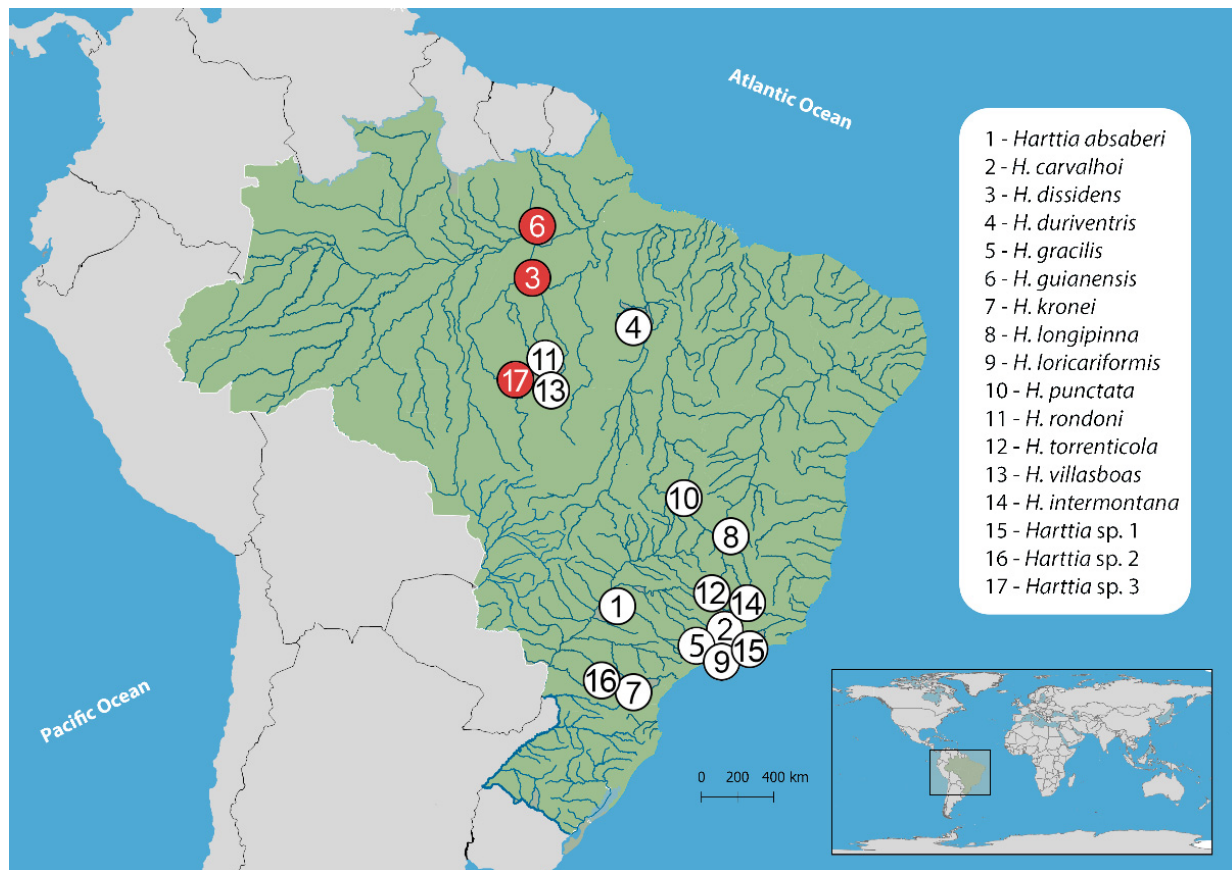 Atlantic Ocean
1 - Harttia absaberi
2 - H. carvalhoi
3 - H. dissidens
4 - H. duriventris
5 - H. gracilis
6 - H. guianensis
7 - H. kronei
8 - H. longipinna
9 - H. loricariformis
10 - H. punctata
11 - H. rondoni
12 - H. torrenticola
13 - H. villasboas
14 - H. intermontana
15 - Harttia sp. 1
16 - Harttia sp. 2
17 - Harttia sp. 3
6
3
4
11
17
13
10
8
12
14
1
2
5
15
9
16
7
Pacific Ocean
0 200 400 km